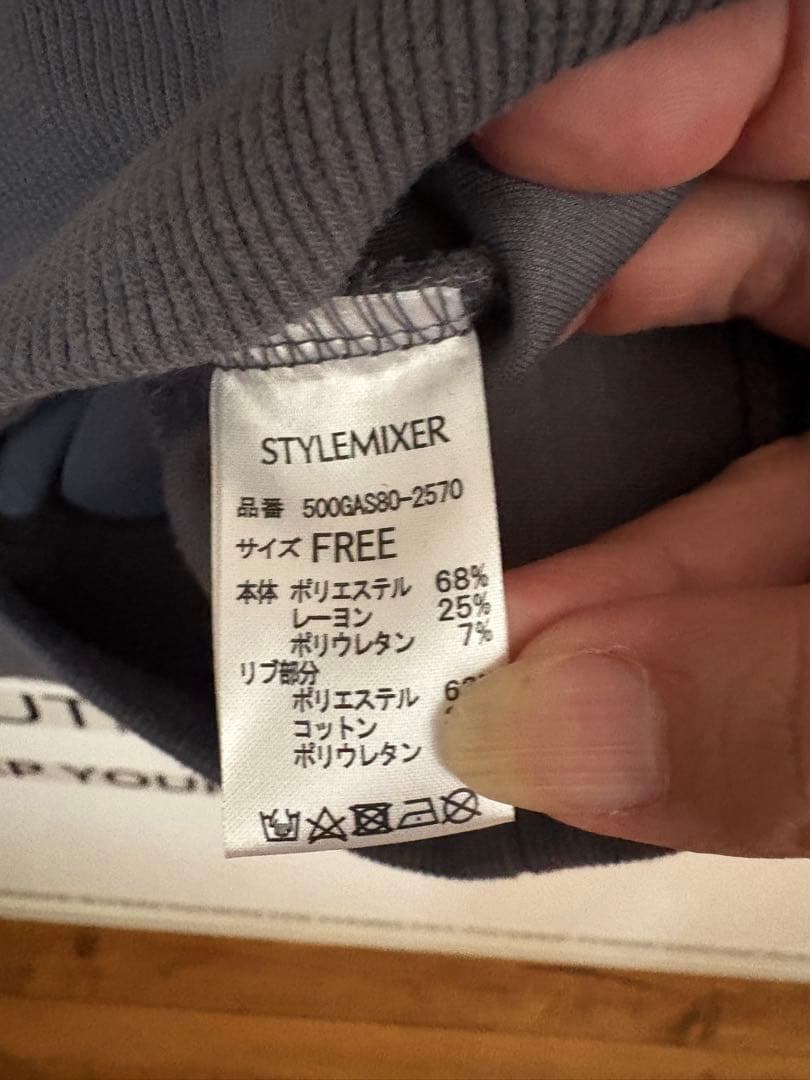 STYLEMIXER
品番 500GAS80-2570
サイズ FREE
本体 ポリエステル 68%
レーヨン 25%
ポリウレタン 7%
リブ部分
ポリエステル
コットン
ポリウレタン